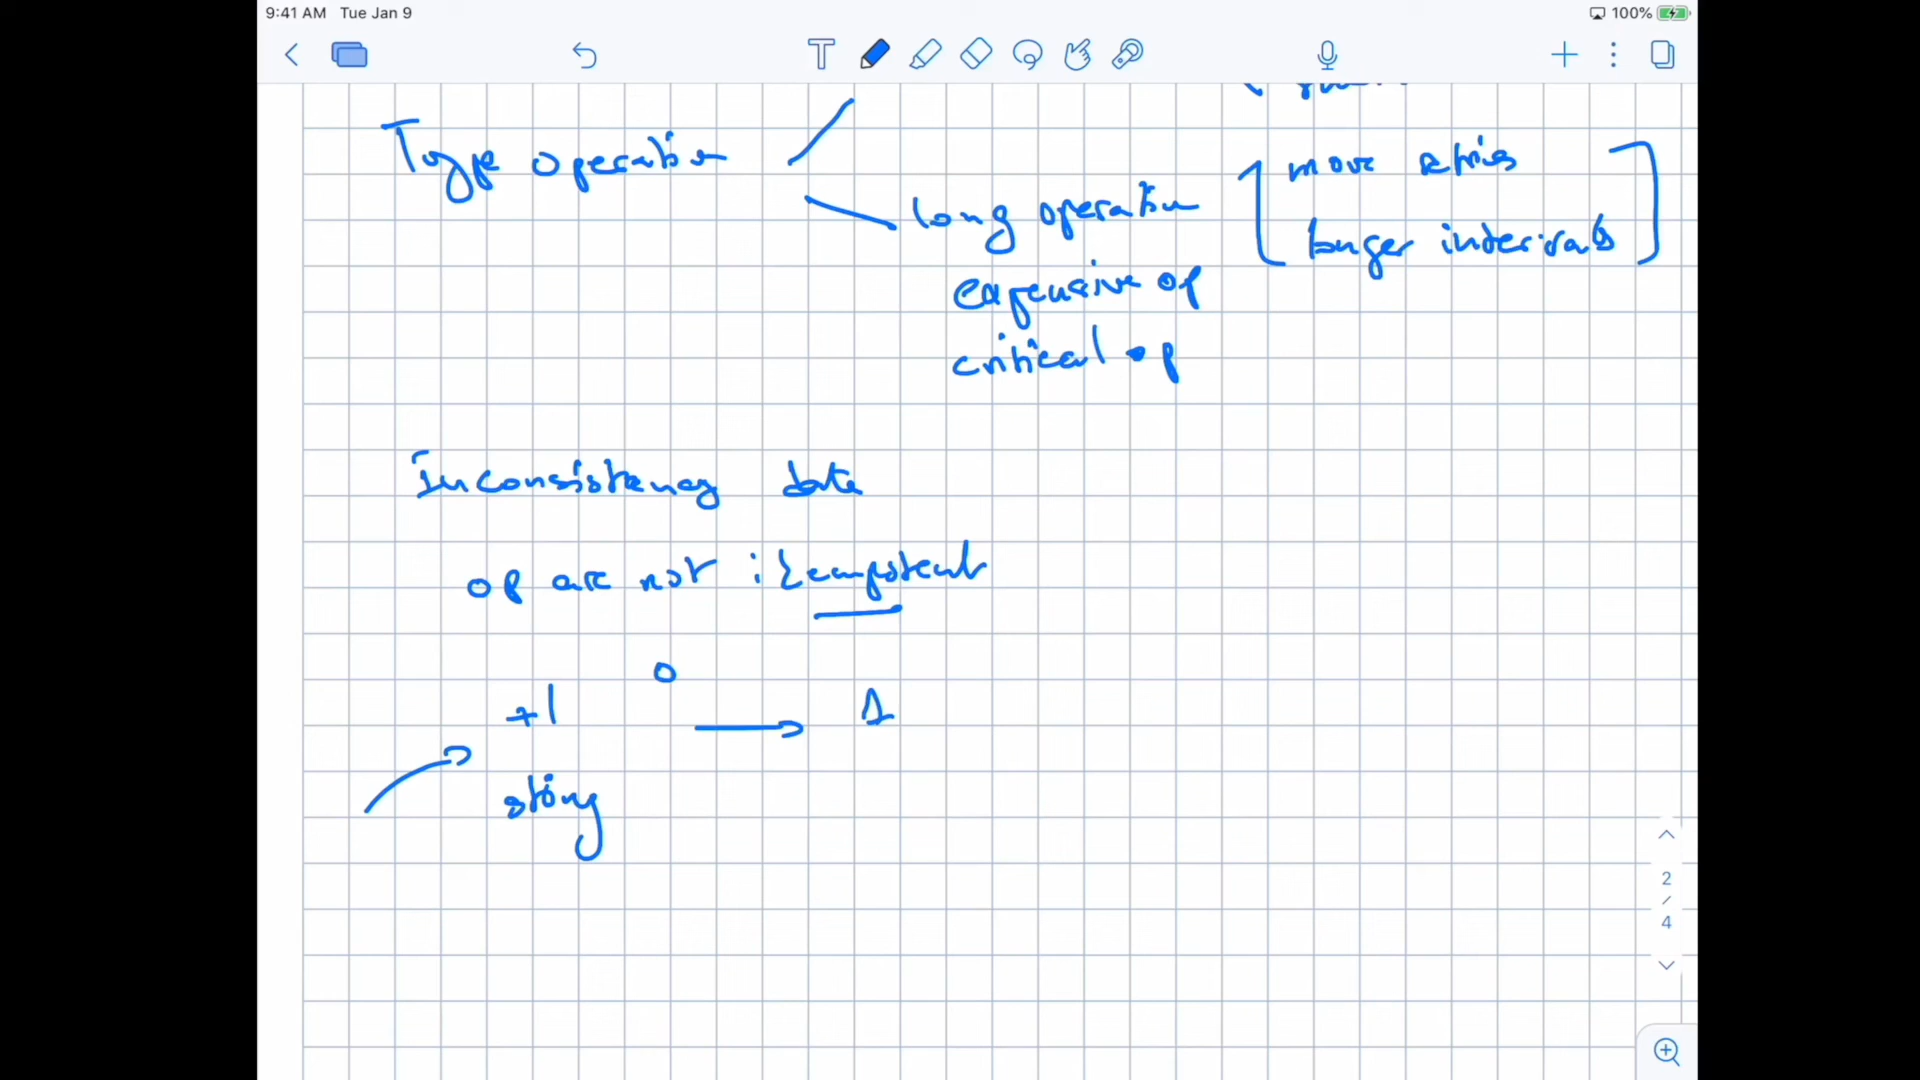 9:41 AM Tue Jan 9 100%
Type operation
more retries
long operation
longer intervals
expensive op
critical op
Inconsistency data
op are not idempotent
0
+1 1
string
2
4